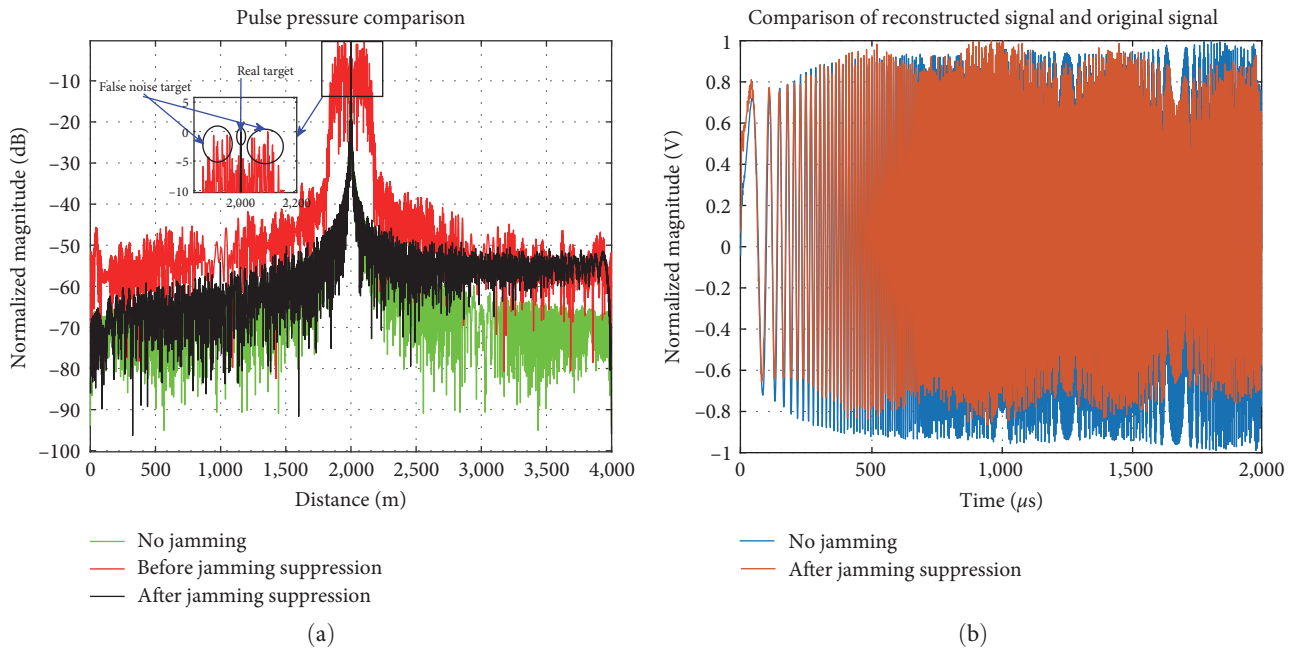 Pulse pressure comparison
Normalized magnitude (dB)
−10
−20
−30
−40
−50
−60
−70
−80
−90
−100
0
500
1,000
1,500
2,000
2,500
3,000
3,500
4,000
Distance (m)
False noise target
Real target
5
0
−5
−10
2,000
2,200
No jamming
Before jamming suppression
After jamming suppression
(a)
Comparison of reconstructed signal and original signal
Normalized magnitude (V)
1
0.8
0.6
0.4
0.2
0
−0.2
−0.4
−0.6
−0.8
−1
0
500
1,000
1,500
2,000
Time (μs)
No jamming
After jamming suppression
(b)